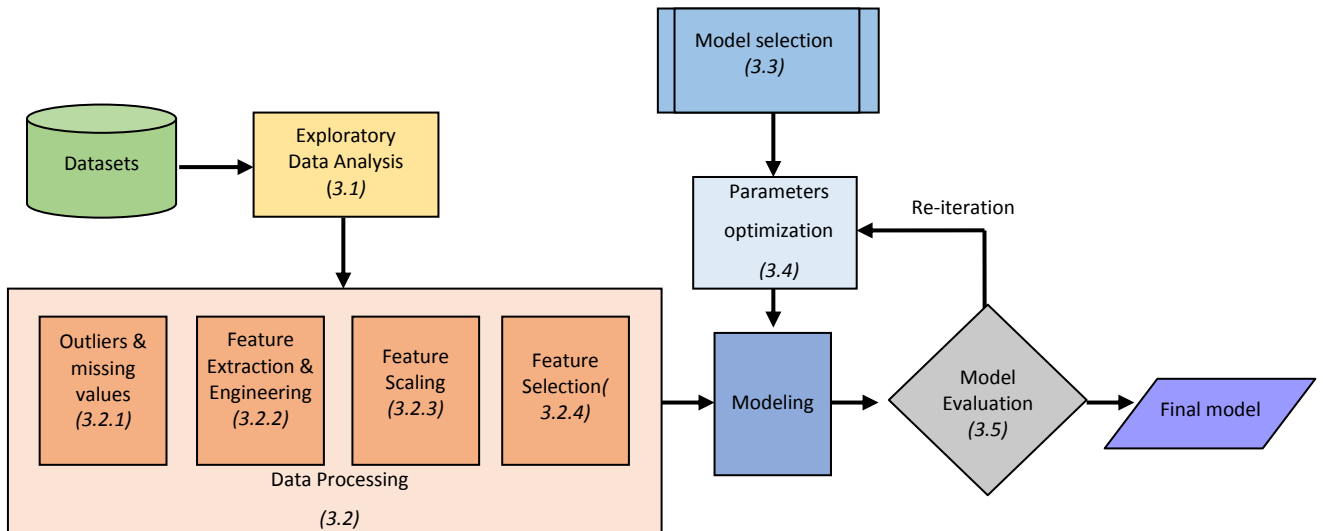 Model selection
(3.3)
Datasets
Exploratory
Data Analysis
(3.1)
Parameters
optimization
(3.4)
Re-iteration
Outliers &
missing
values
(3.2.1)
Feature
Extraction &
Engineering
(3.2.2)
Feature
Scaling
(3.2.3)
Feature
Selection(
3.2.4)
Data Processing
(3.2)
Modeling
Model
Evaluation
(3.5)
Final model